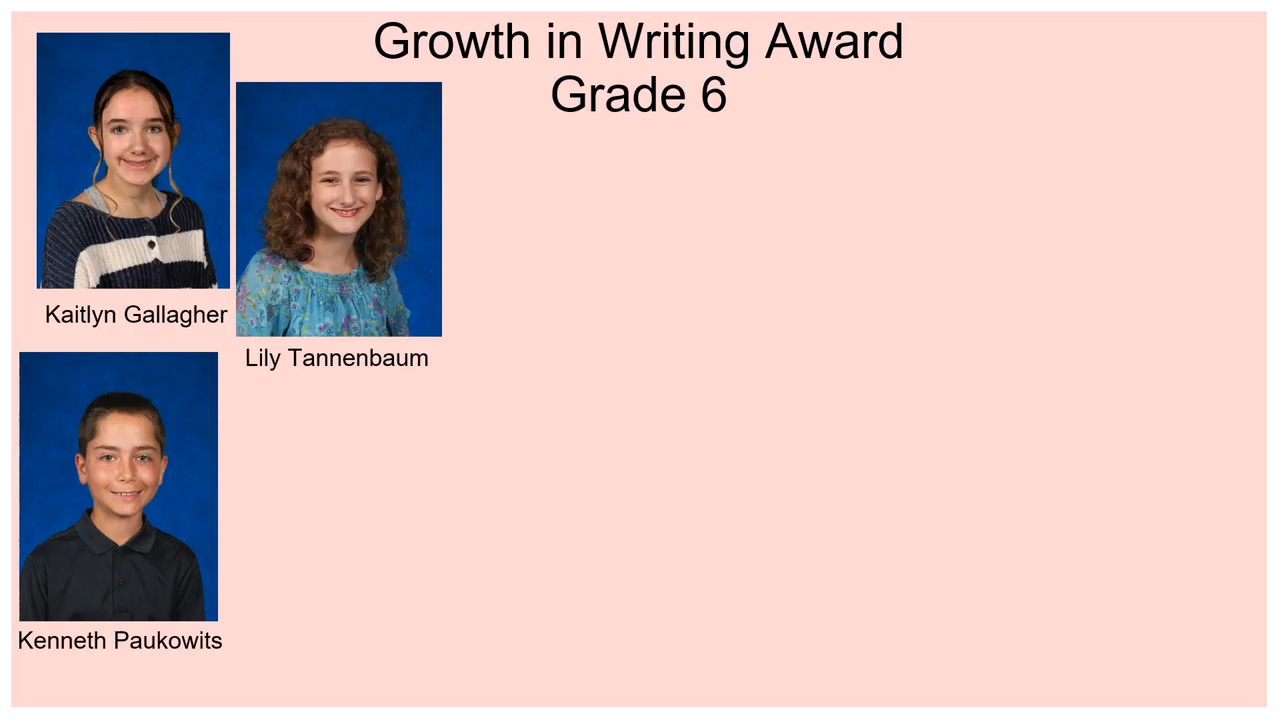 Growth in Writing Award
Grade 6
Kaitlyn Gallagher
Lily Tannenbaum
Kenneth Paukowits